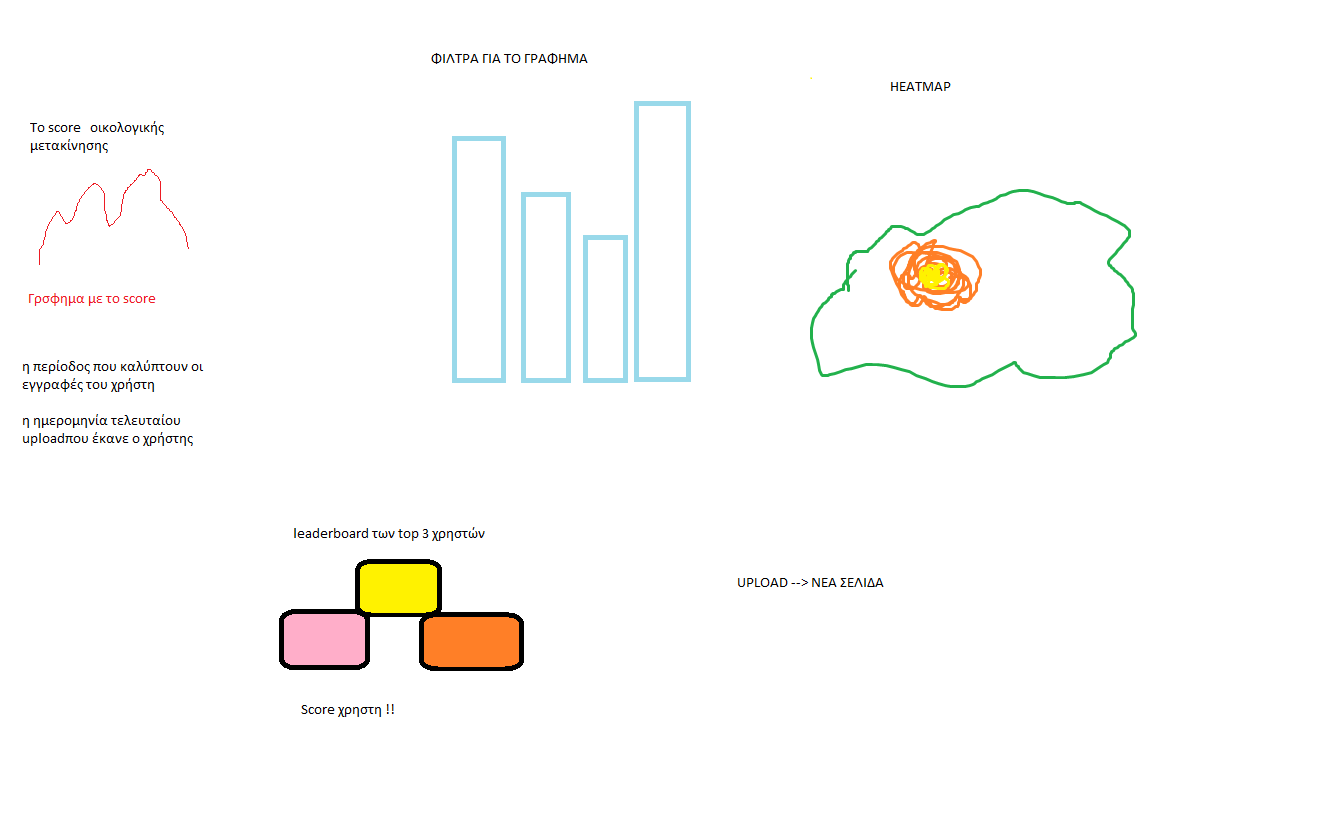 ΦΙΛΤΡΑ ΓΙΑ ΤΟ ΓΡΑΦΗΜΑ
HEATMAP
Το score οικολογικής
μετακίνησης
Γρσφημα με το score
η περίοδος που καλύπτουν οι
εγγραφές του χρήστη
η ημερομηνία τελευταίου
uploadπου έκανε ο χρήστης
leaderboard των top 3 χρηστών
UPLOAD --> ΝΕΑ ΣΕΛΙΔΑ
Score χρηστη !!